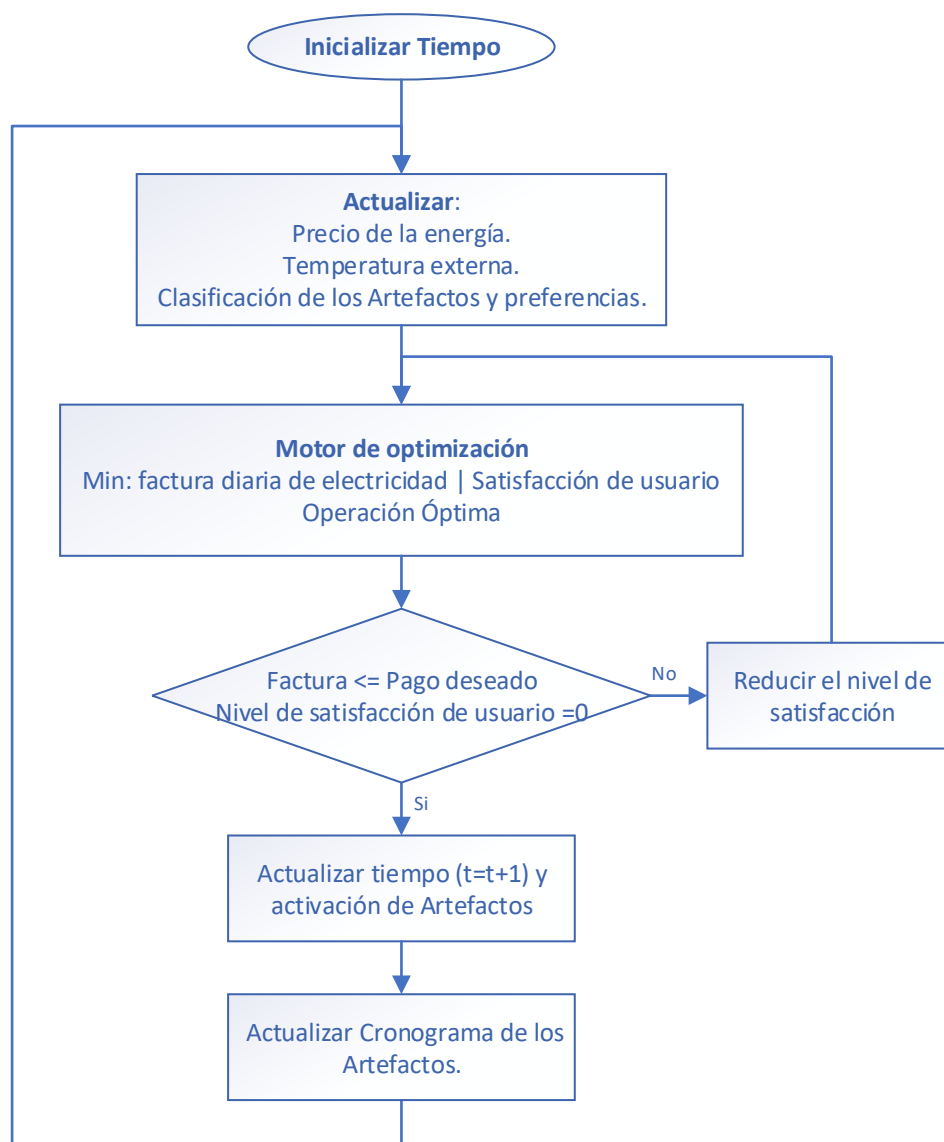 Inicializar Tiempo
Actualizar:
Precio de la energía.
Temperatura externa.
Clasificación de los Artefactos y preferencias.
Motor de optimización
Min: factura diaria de electricidad | Satisfacción de usuario
Operación Óptima
Factura <= Pago deseado
Nivel de satisfacción de usuario =0
No
Reducir el nivel de
satisfacción
Si
Actualizar tiempo (t=t+1) y
activación de Artefactos
Actualizar Cronograma de los
Artefactos.